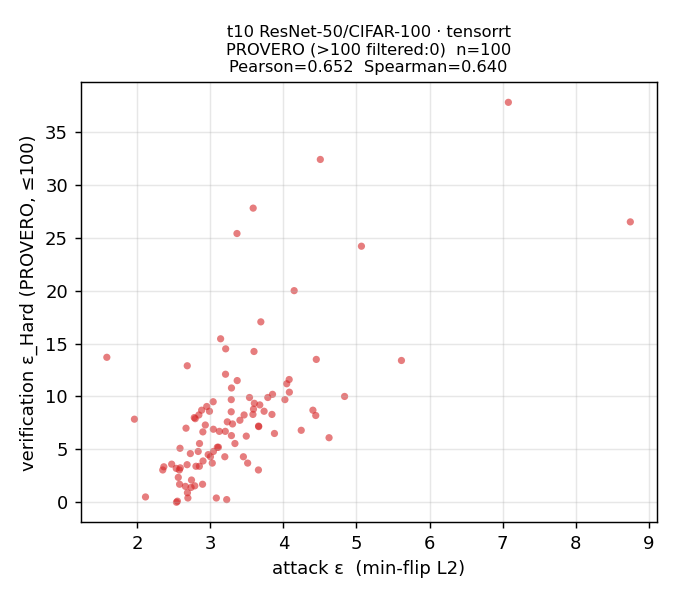 t10 ResNet-50/CIFAR-100 · tensorrt
PROVERO (>100 filtered:0)  n=100
Pearson=0.652  Spearman=0.640
verification ε_Hard (PROVERO, ≤100)
35
30
25
20
15
10
5
0
2 3 4 5 6 7 8 9
attack ε  (min-flip L2)